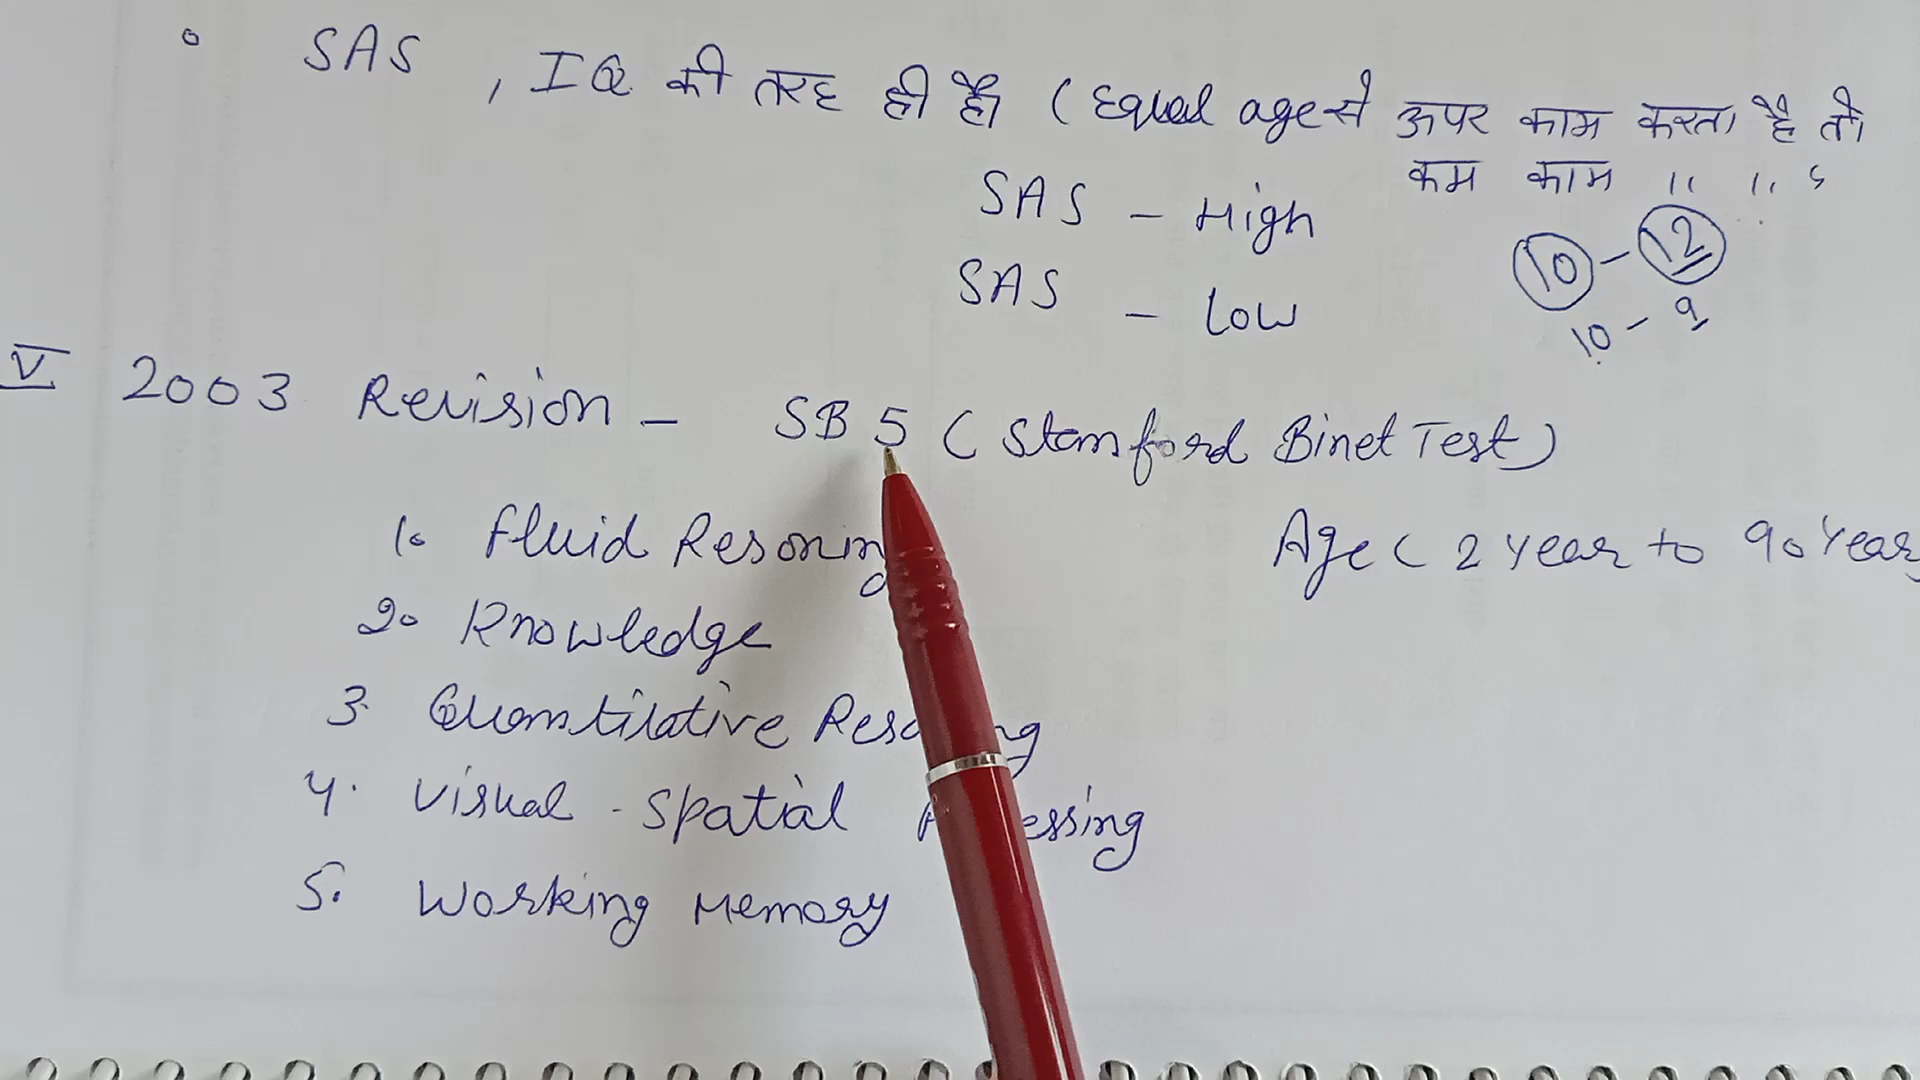 SAS , IQ की तरह ही है। (Equal age से ऊपर काम करता है तो
कम काम " " ,
SAS - High
10 - 12
SAS - Low
10 - 9
V 2003 Revision - SB 5 (Stanford Binet Test)
1. Fluid Resoning
Age ( 2 Year to 90 Year
2. Knowledge
3. Quantitative
4. Visual - Spatial
5. Working Memory